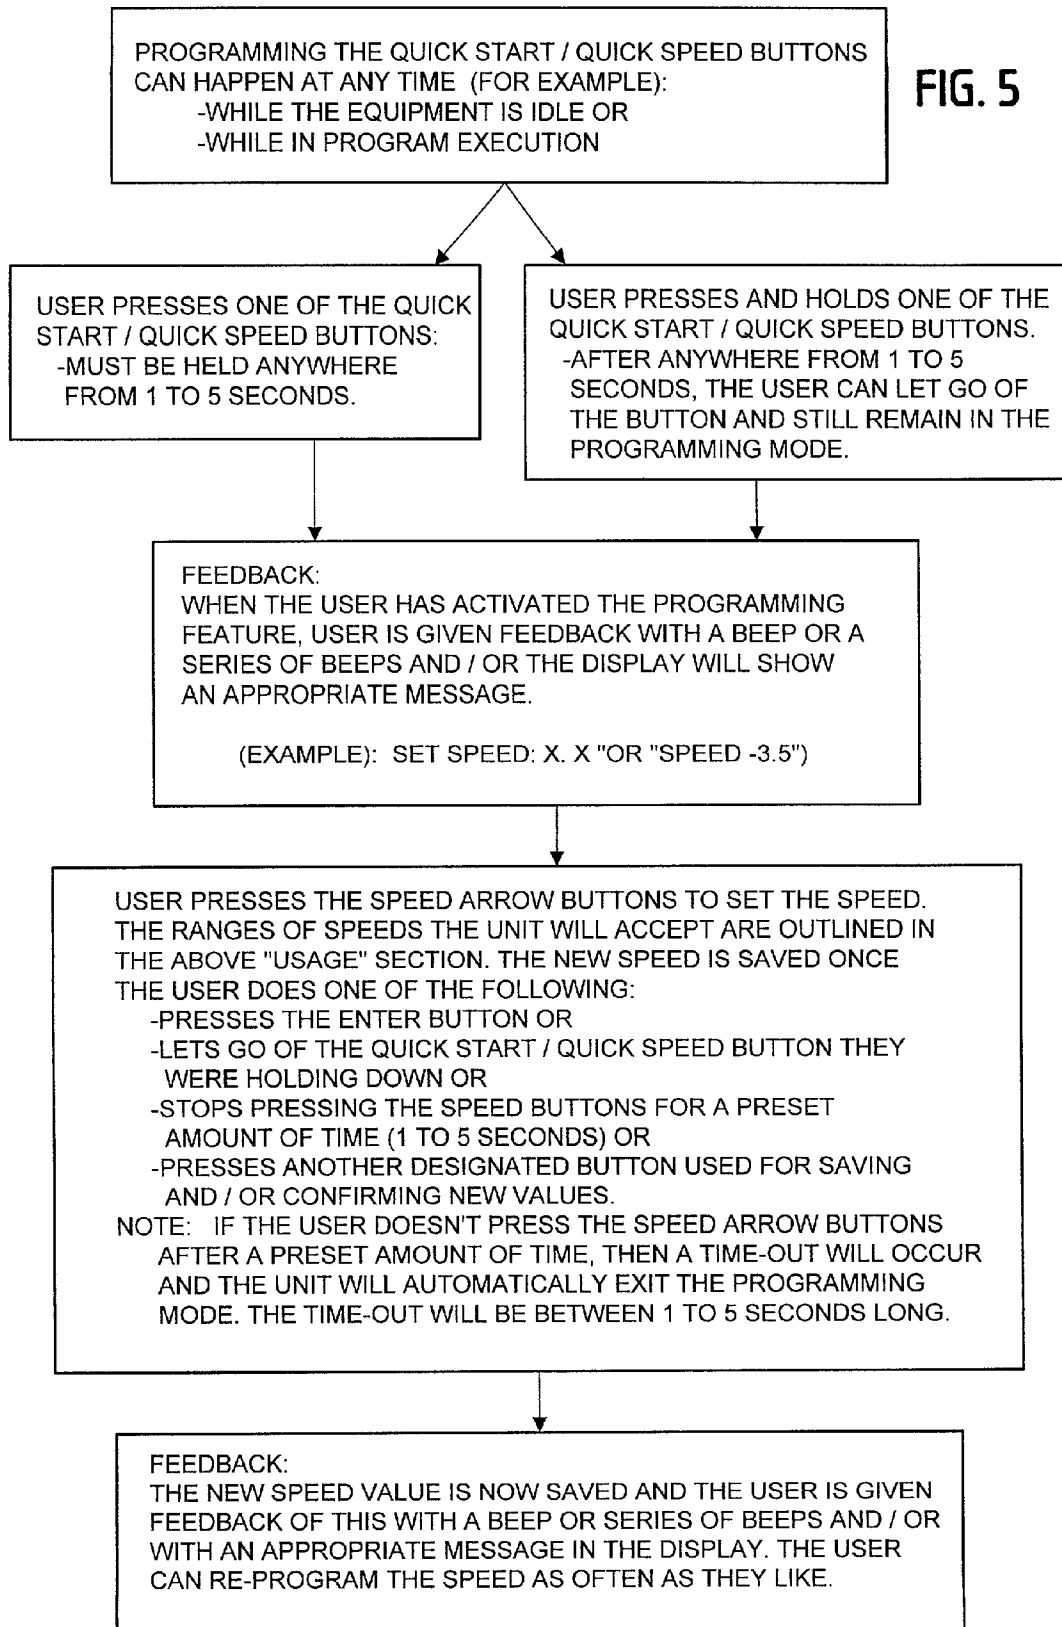 PROGRAMMING THE QUICK START / QUICK SPEED BUTTONS
CAN HAPPEN AT ANY TIME (FOR EXAMPLE):
-WHILE THE EQUIPMENT IS IDLE OR
-WHILE IN PROGRAM EXECUTION
FIG. 5
USER PRESSES ONE OF THE QUICK
START / QUICK SPEED BUTTONS:
-MUST BE HELD ANYWHERE
FROM 1 TO 5 SECONDS.
USER PRESSES AND HOLDS ONE OF THE
QUICK START / QUICK SPEED BUTTONS.
-AFTER ANYWHERE FROM 1 TO 5
SECONDS, THE USER CAN LET GO OF
THE BUTTON AND STILL REMAIN IN THE
PROGRAMMING MODE.
FEEDBACK:
WHEN THE USER HAS ACTIVATED THE PROGRAMMING
FEATURE, USER IS GIVEN FEEDBACK WITH A BEEP OR A
SERIES OF BEEPS AND / OR THE DISPLAY WILL SHOW
AN APPROPRIATE MESSAGE.
(EXAMPLE): SET SPEED: X. X "OR "SPEED -3.5")
USER PRESSES THE SPEED ARROW BUTTONS TO SET THE SPEED.
THE RANGES OF SPEEDS THE UNIT WILL ACCEPT ARE OUTLINED IN
THE ABOVE "USAGE" SECTION. THE NEW SPEED IS SAVED ONCE
THE USER DOES ONE OF THE FOLLOWING:
-PRESSES THE ENTER BUTTON OR
-LETS GO OF THE QUICK START / QUICK SPEED BUTTON THEY
WERE HOLDING DOWN OR
-STOPS PRESSING THE SPEED BUTTONS FOR A PRESET
AMOUNT OF TIME (1 TO 5 SECONDS) OR
-PRESSES ANOTHER DESIGNATED BUTTON USED FOR SAVING
AND / OR CONFIRMING NEW VALUES.
NOTE: IF THE USER DOESN'T PRESS THE SPEED ARROW BUTTONS
AFTER A PRESET AMOUNT OF TIME, THEN A TIME-OUT WILL OCCUR
AND THE UNIT WILL AUTOMATICALLY EXIT THE PROGRAMMING
MODE. THE TIME-OUT WILL BE BETWEEN 1 TO 5 SECONDS LONG.
FEEDBACK:
THE NEW SPEED VALUE IS NOW SAVED AND THE USER IS GIVEN
FEEDBACK OF THIS WITH A BEEP OR SERIES OF BEEPS AND / OR
WITH AN APPROPRIATE MESSAGE IN THE DISPLAY. THE USER
CAN RE-PROGRAM THE SPEED AS OFTEN AS THEY LIKE.